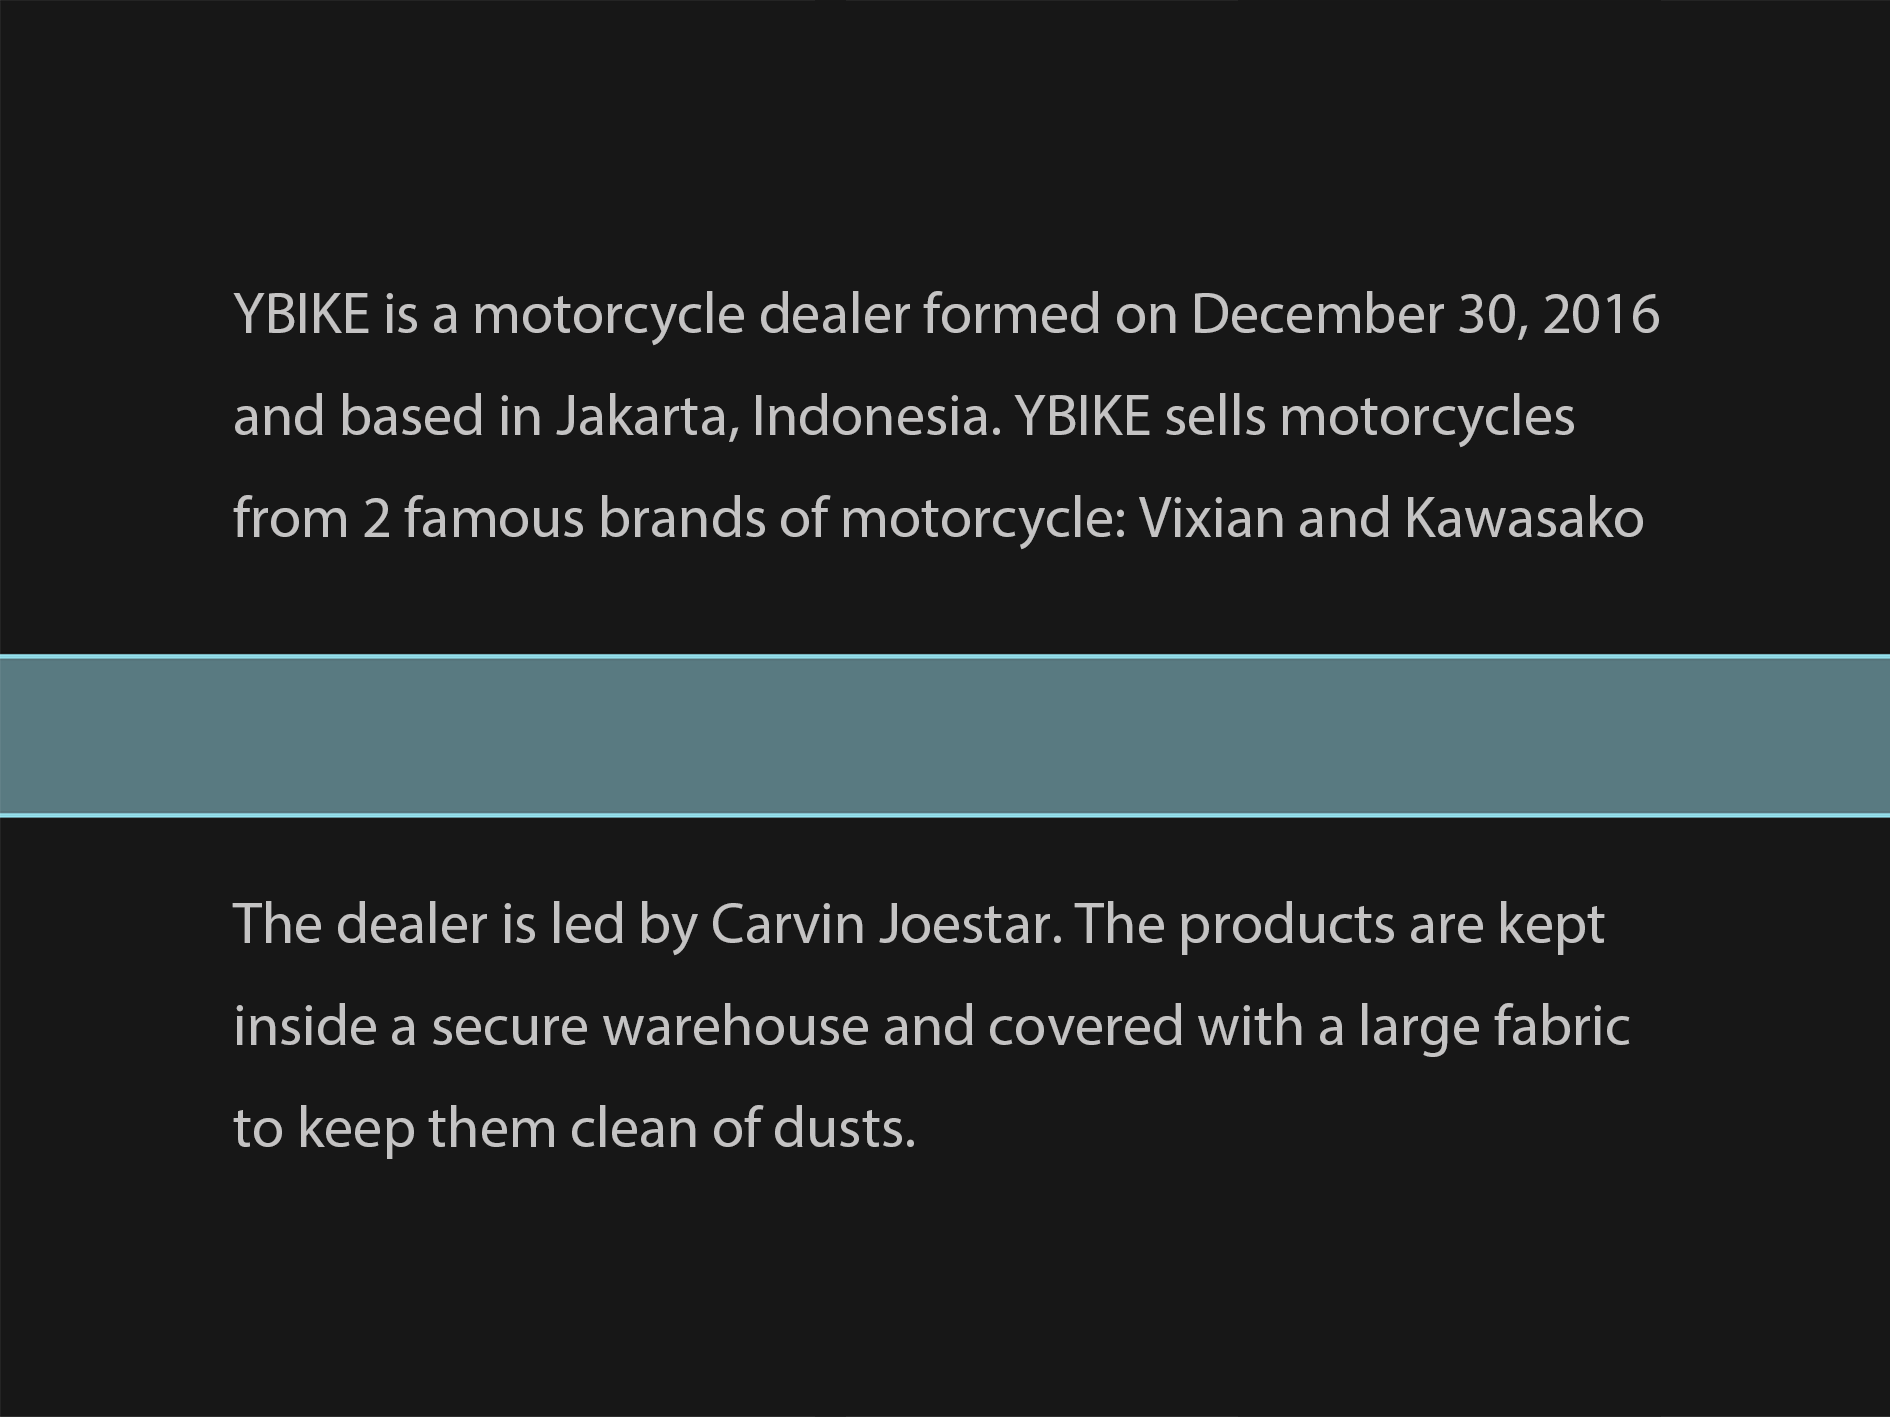 YBIKE is a motorcycle dealer formed on December 30, 2016
and based in Jakarta, Indonesia. YBIKE sells motorcycles
from 2 famous brands of motorcycle: Vixian and Kawasako
The dealer is led by Carvin Joestar. The products are kept
inside a secure warehouse and covered with a large fabric
to keep them clean of dusts.